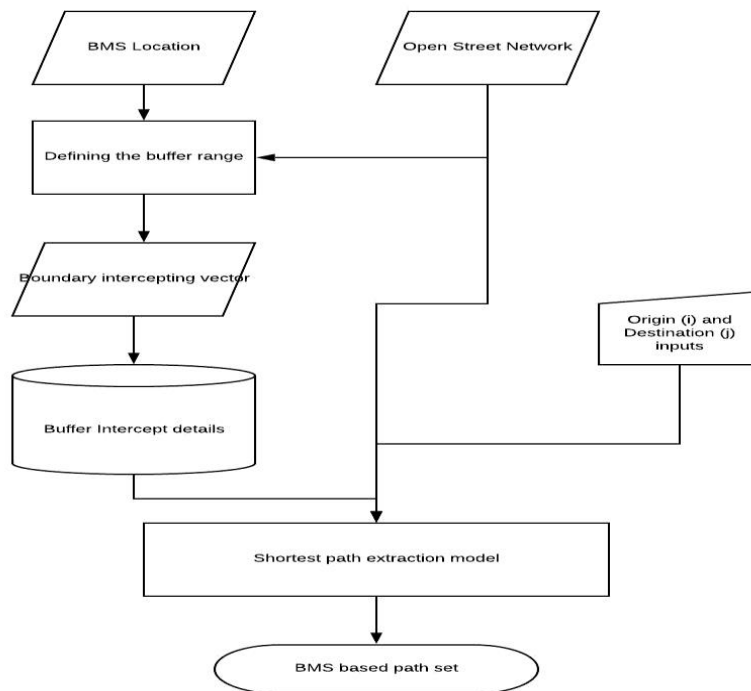 BMS Location
Open Street Network
Defining the buffer range
Boundary intercepting vector
Origin (i) and
Destination (j)
inputs
Buffer Intercept details
Shortest path extraction model
BMS based path set